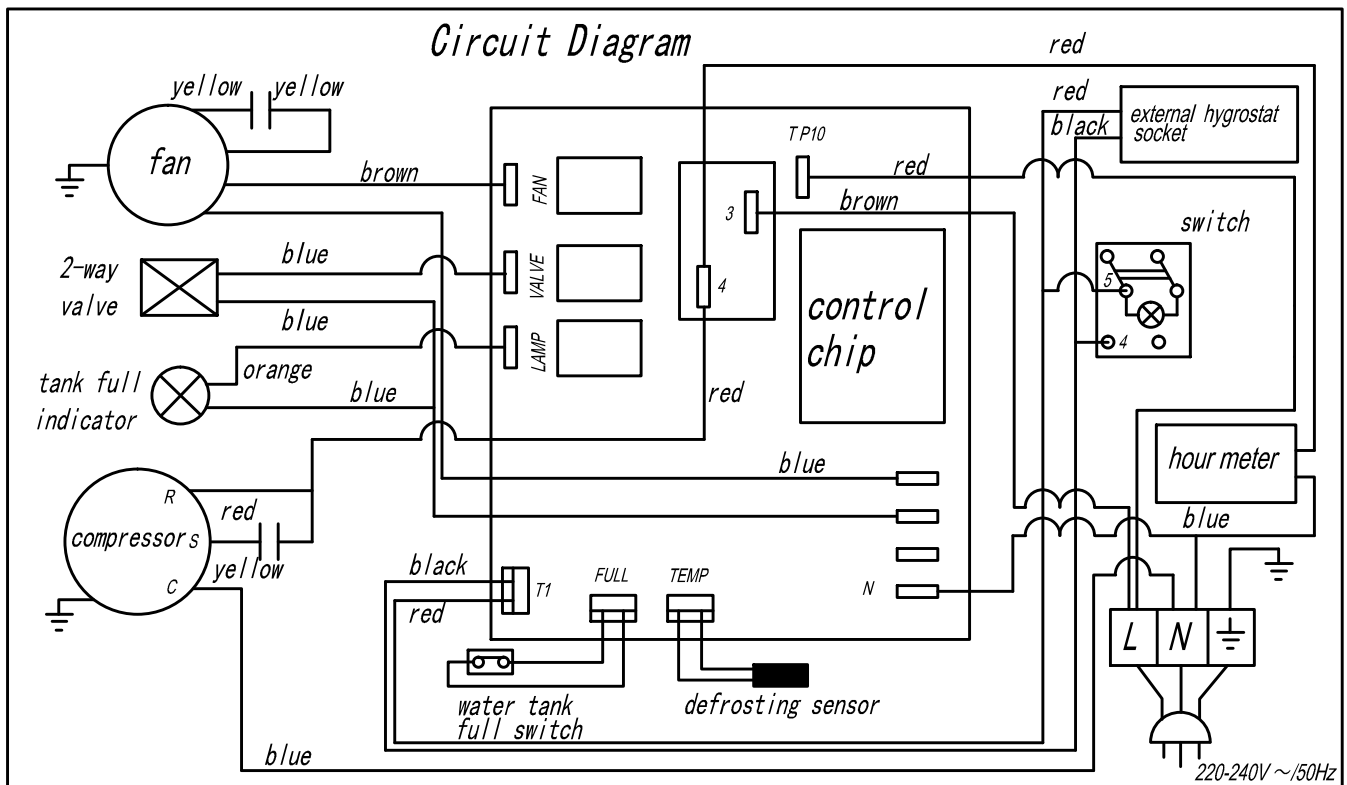 Circuit Diagram
red
yellow yellow
fan
brown
FAN
TP10
red
3
brown
red
black
external hygrostat
socket
switch
5
4
2-way
valve
blue
VALVE
4
blue
LAMP
control
chip
tank full
indicator
orange
blue
red
hour meter
blue
blue
R
red
compressor S
yellow
C
black
T1
red
FULL
TEMP
N
L N
water tank
full switch
defrosting sensor
blue
220-240V ~/50Hz